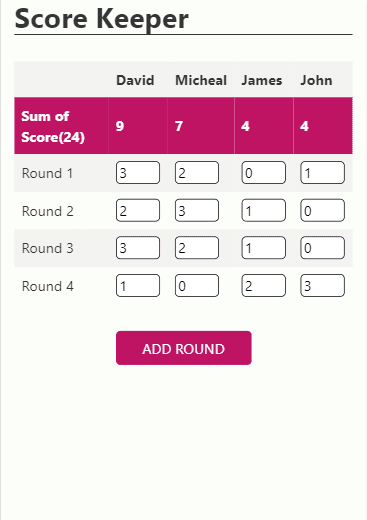 Score Keeper
David Micheal James John
Sum of
Score(24) 9 7 4 4
Round 1 3 2 0 1
Round 2 2 3 1 0
Round 3 3 2 1 0
Round 4 1 0 2 3
ADD ROUND